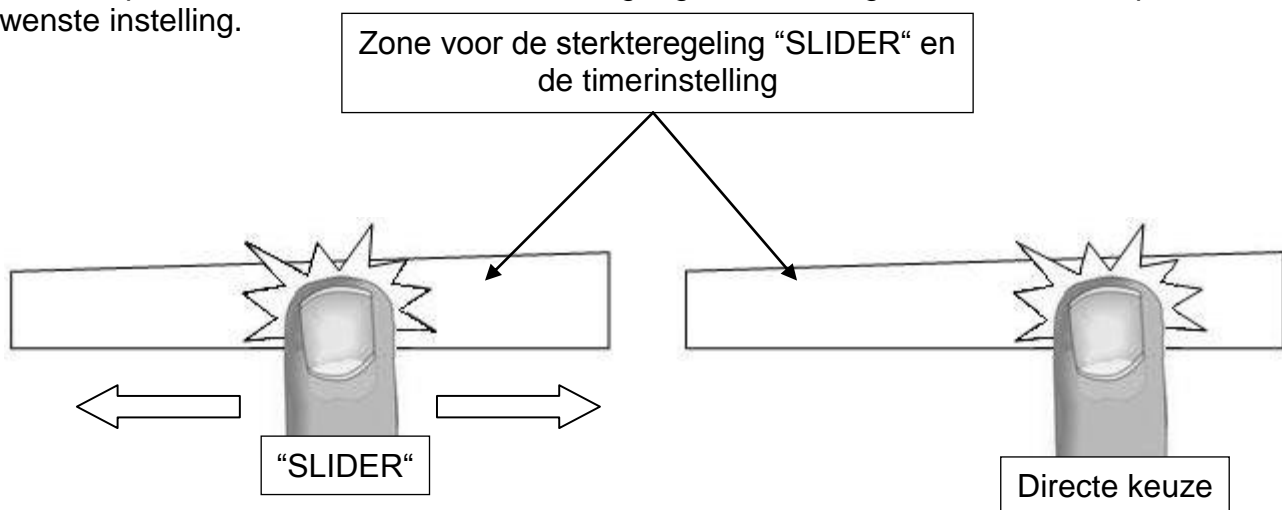 wenste instelling.
Zone voor de sterkteregeling “SLIDER“ en
de timerinstelling
“SLIDER“
Directe keuze